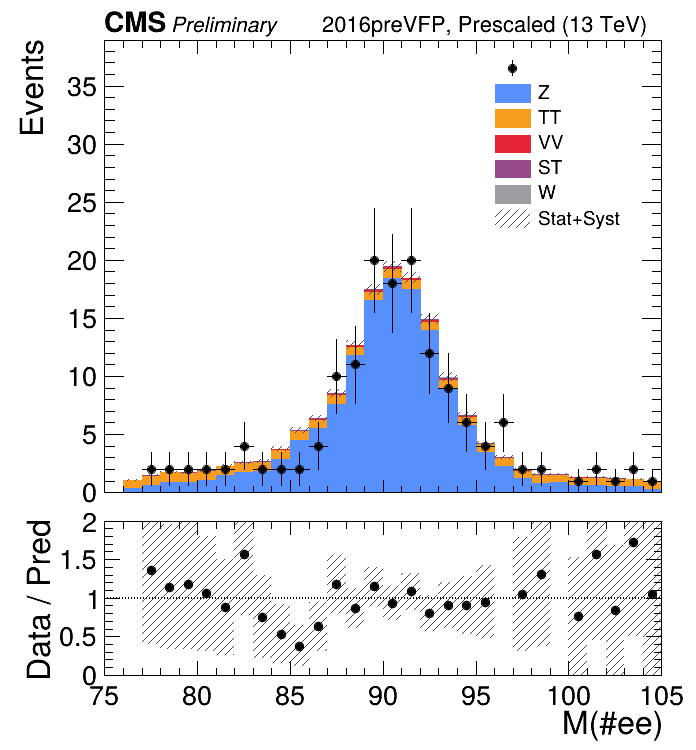 CMS Preliminary 2016preVFP, Prescaled (13 TeV)
Events
35
30
25
20
15
10
5
0
Z
TT
VV
ST
W
Stat+Syst
Data / Pred
2
1.5
1
0.5
0
75 80 85 90 95 100 105
M(#ee)